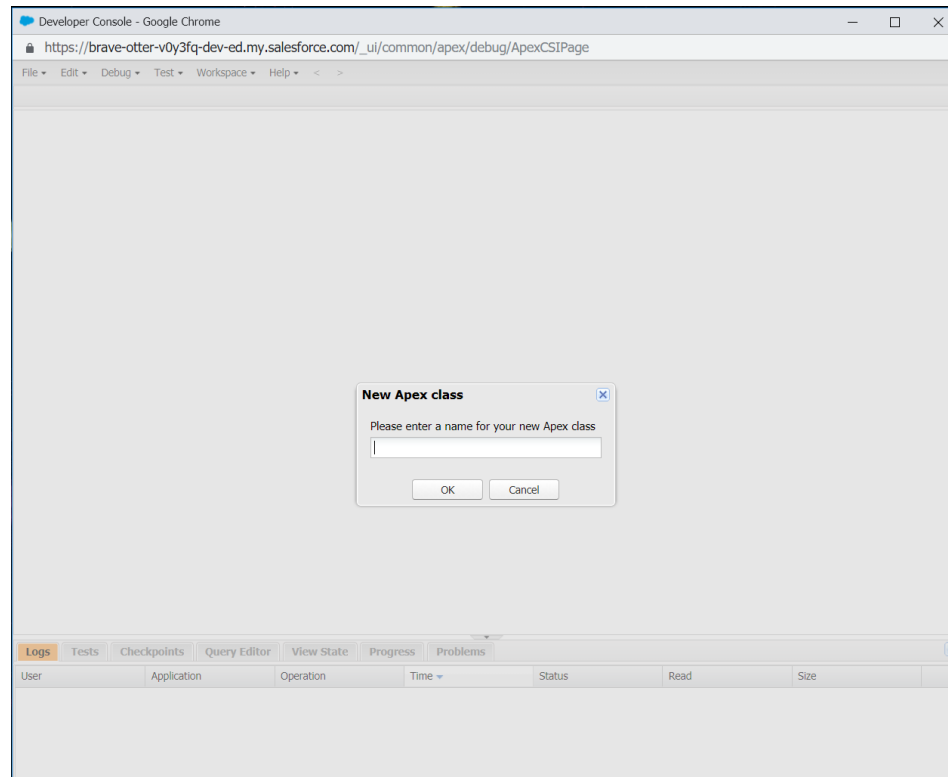 Developer Console - Google Chrome
https://brave-otter-v0y3fq-dev-ed.my.salesforce.com/_ui/common/apex/debug/ApexCSIPage
File Edit Debug Test Workspace Help < >
New Apex class
Please enter a name for your new Apex class
OK Cancel
Logs Tests Checkpoints Query Editor View State Progress Problems
User Application Operation Time Status Read Size